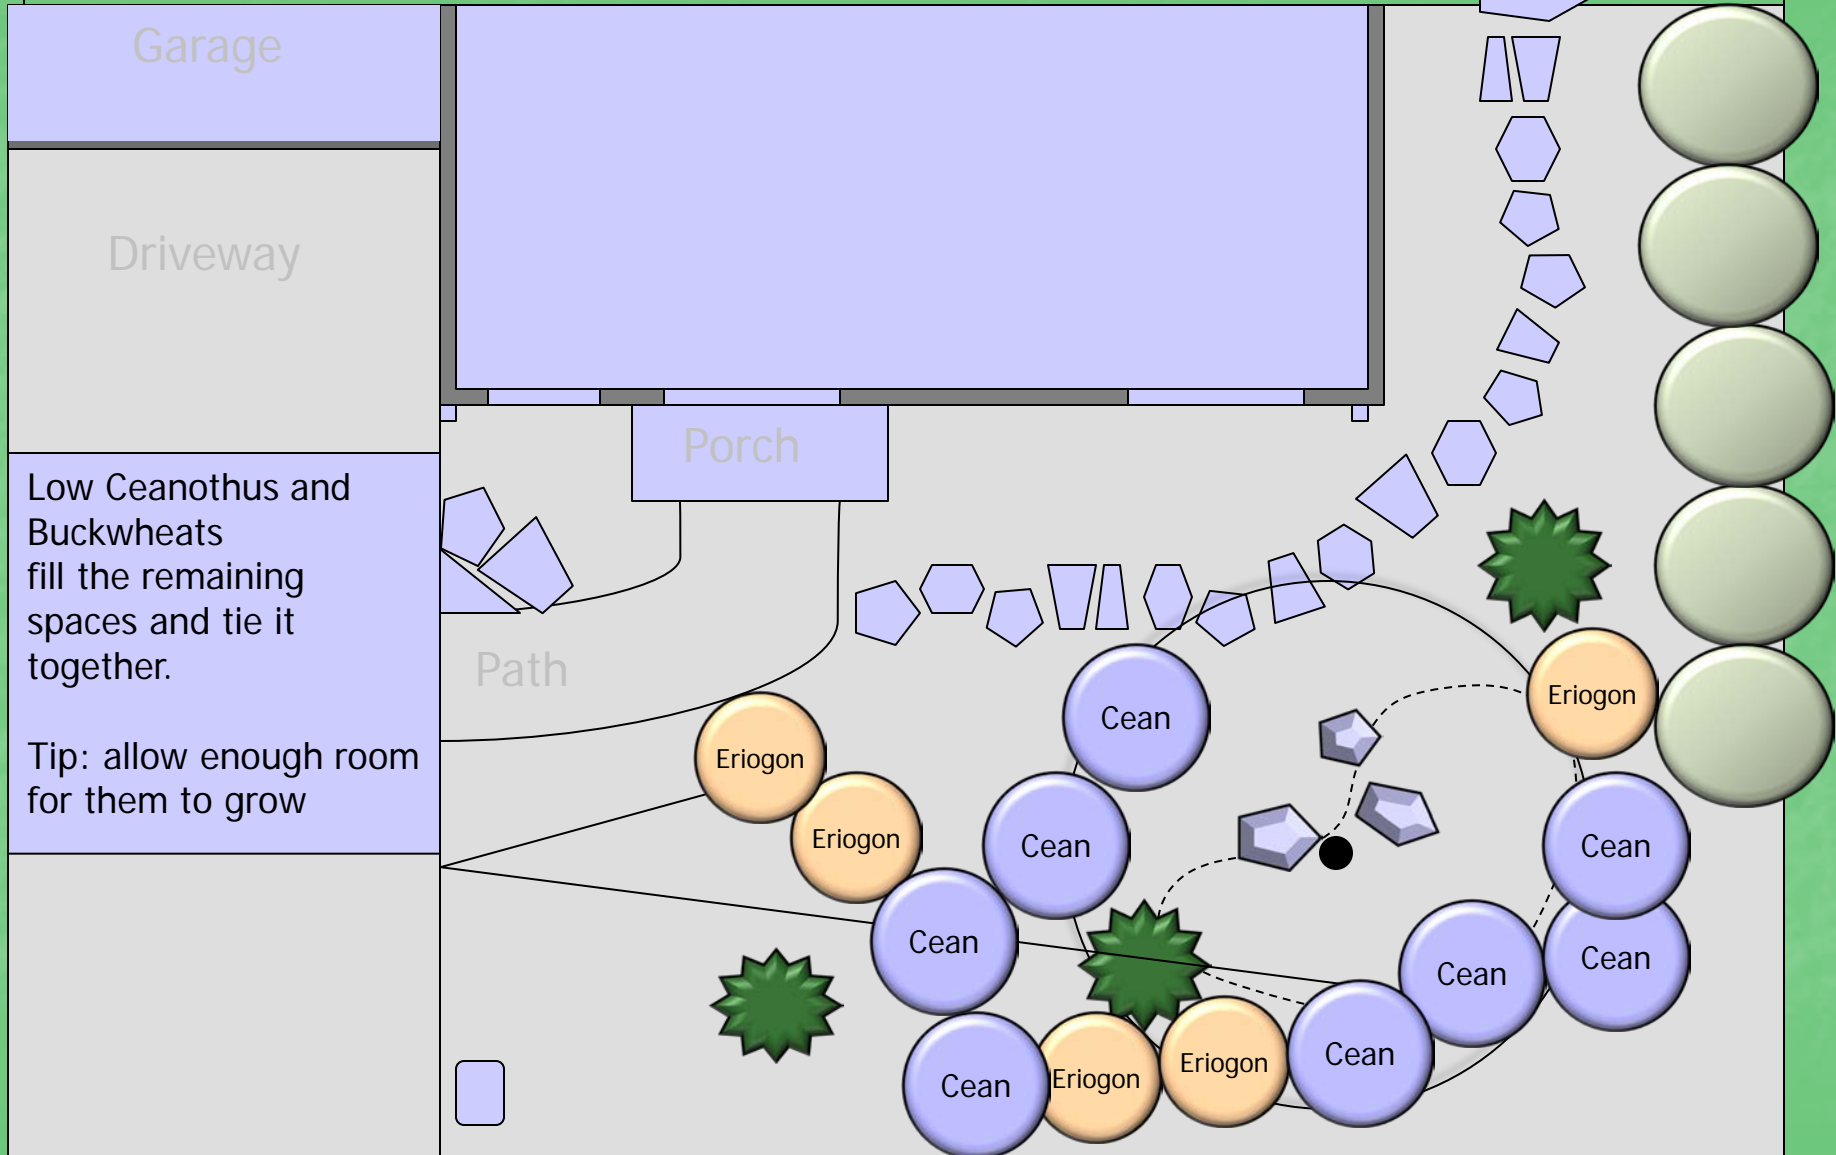 Garage
Driveway
Porch
Low Ceanothus and
Buckwheats
fill the remaining
spaces and tie it
together.
Tip: allow enough room
for them to grow
Path
Eriogon
Cean
Eriogon
Eriogon
Cean
Cean
Cean
Cean
Cean
Cean
Eriogon
Cean
Eriogon
Cean